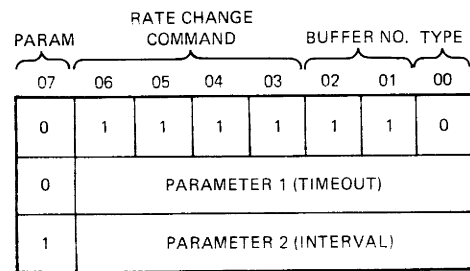 RATE CHANGE
PARAM COMMAND BUFFER NO. TYPE
07 06 05 04 03 02 01 00
0 1 1 1 1 1 1 0
0 PARAMETER 1 (TIMEOUT)
1 PARAMETER 2 (INTERVAL)